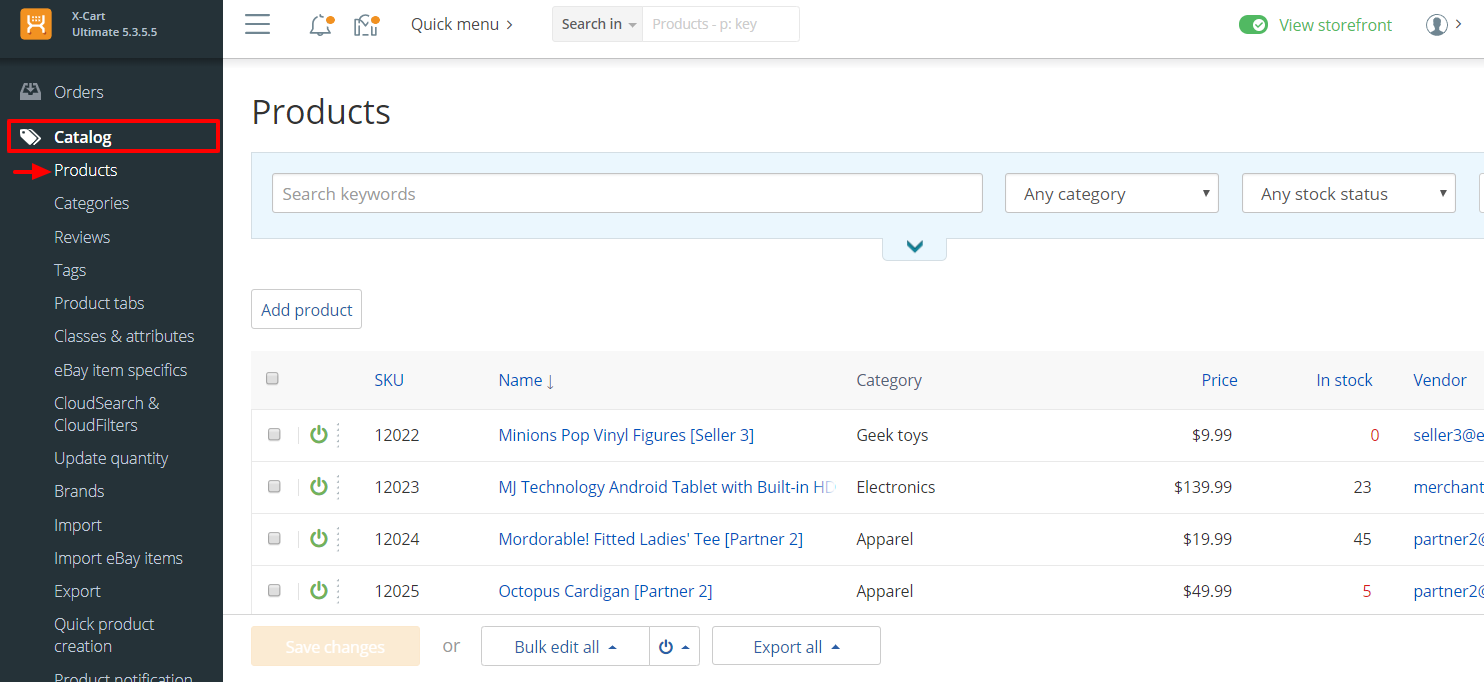 X-Cart
Ultimate 5.3.5.5
Quick menu
Search in
Products - p: key
View storefront
Orders
Catalog
Products
Categories
Reviews
Tags
Product tabs
Classes & attributes
eBay item specifics
CloudSearch &
CloudFilters
Update quantity
Brands
Import
Import eBay items
Export
Quick product
creation
Product notification
Products
Search keywords
Any category
Any stock status
Add product
SKU Name ↓ Category Price In stock Vendor
12022 Minions Pop Vinyl Figures [Seller 3] Geek toys $9.99 0 seller3@e
12023 MJ Technology Android Tablet with Built-in HD Electronics $139.99 23 merchant
12024 Mordorable! Fitted Ladies' Tee [Partner 2] Apparel $19.99 45 partner2@
12025 Octopus Cardigan [Partner 2] Apparel $49.99 5 partner2@
Save changes or Bulk edit all Export all